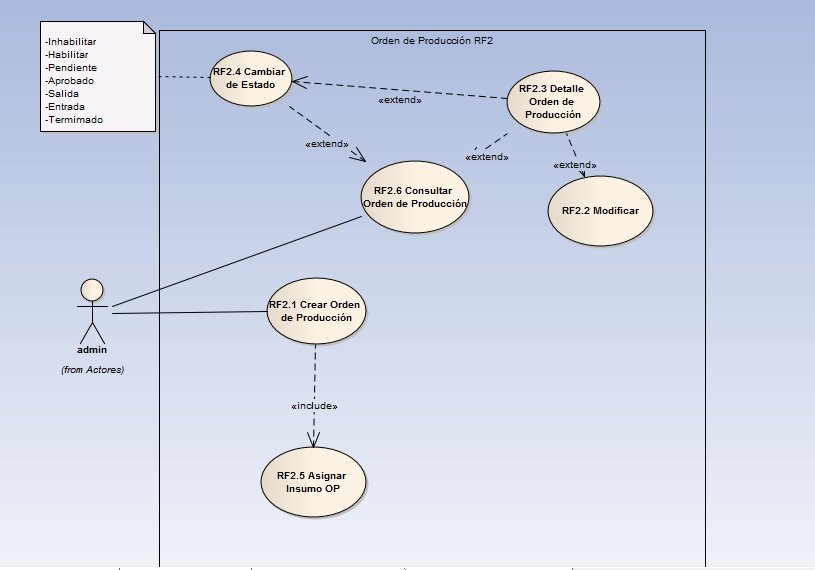 -Inhabilitar
-Habilitar
-Pendiente
-Aprobado
-Salida
-Entrada
-Termimado
Orden de Producción RF2
RF2.4 Cambiar
de Estado
RF2.3 Detalle
Orden de
Producción
«extend»
«extend»
«extend»
«extend»
RF2.6 Consultar
Orden de Producción
RF2.2 Modificar
RF2.1 Crear Orden
de Producción
admin
(from Actores)
«include»
RF2.5 Asignar
Insumo OP